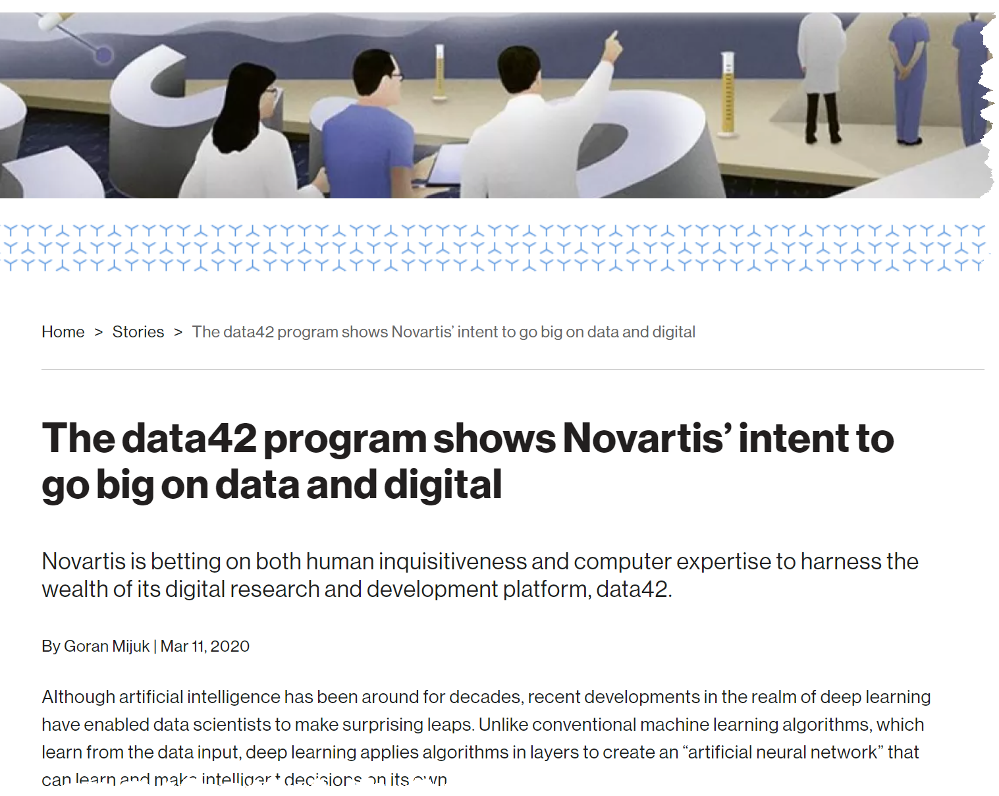 Home > Stories > The data42 program shows Novartis’ intent to go big on data and digital
The data42 program shows Novartis’ intent to
go big on data and digital
Novartis is betting on both human inquisitiveness and computer expertise to harness the
wealth of its digital research and development platform, data42.
By Goran Mijuk | Mar 11, 2020
Although artificial intelligence has been around for decades, recent developments in the realm of deep learning
have enabled data scientists to make surprising leaps. Unlike conventional machine learning algorithms, which
learn from the data input, deep learning applies algorithms in layers to create an “artificial neural network” that
can learn and make intelligent decisions on its own